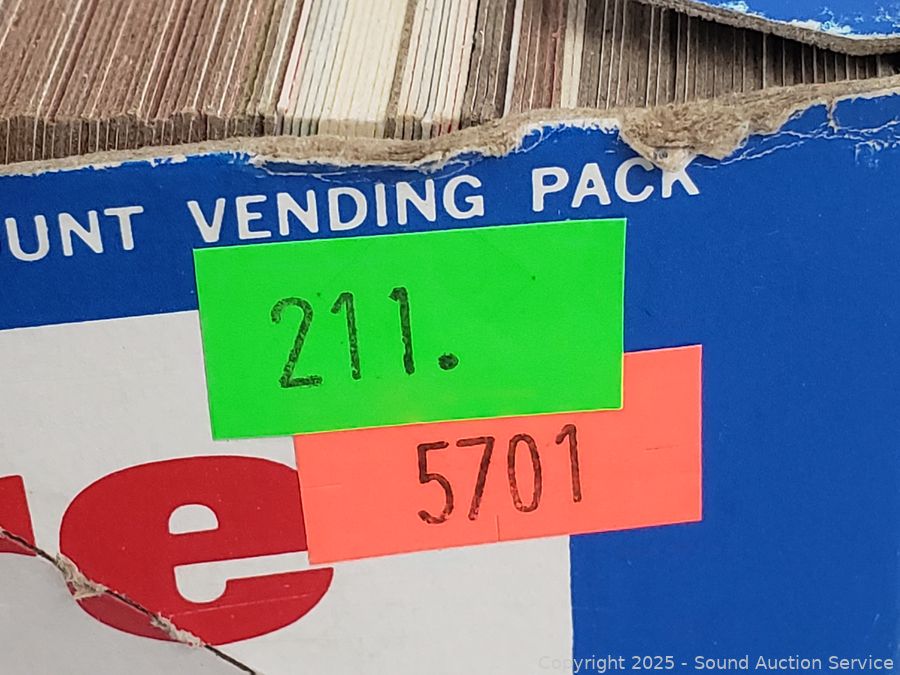 UNT VENDING PACK
211.
5701
e
Copyright 2025 - Sound Auction Service